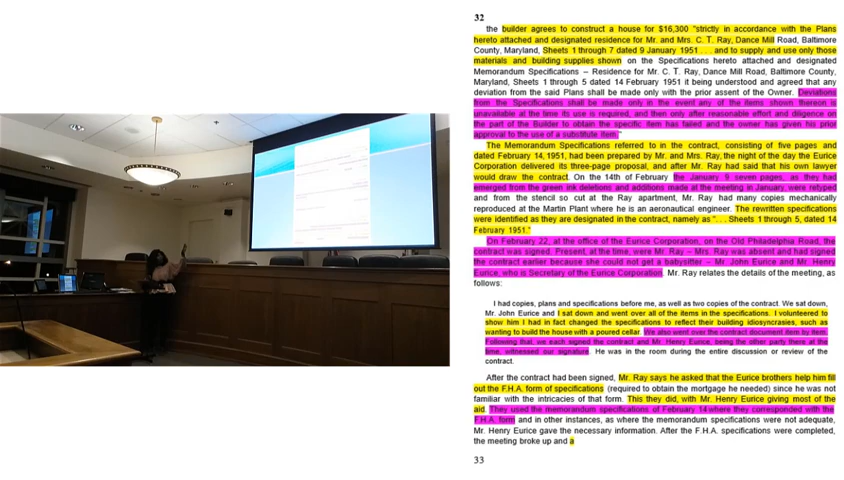 32
the builder agrees to construct a house for $16,300 "strictly in accordance with the Plans
hereto attached and designated residence for Mr. and Mrs. C. T. Ray, Dance Mill Road, Baltimore
County, Maryland, Sheets 1 through 7 dated 9 January 1951 . . . and to supply and use only those
materials and building supplies shown on the Specifications hereto attached and designated
Memorandum Specifications – Residence for Mr. C. T. Ray, Dance Mill Road, Baltimore County,
Maryland, Sheets 1 through 5 dated 14 February 1951 it being understood and agreed that any
deviation from the said Plans shall be made only with the prior assent of the Owner. Deviations
from the Specifications shall be made only in the event any of the items shown thereon is
unavailable at the time its use is required, and then only after reasonable effort and diligence on
the part of the Builder to obtain the specific item has failed and the owner has given his prior
approval to the use of a substitute item."
The Memorandum Specifications referred to in the contract, consisting of five pages and
dated February 14, 1951, had been prepared by Mr. and Mrs. Ray, the night of the day the Eurice
Corporation delivered its three-page proposal, and after Mr. Ray had said that his own lawyer
would draw the contract. On the 14th of February the January 9 seven pages, as they had
emerged from the green ink deletions and additions made at the meeting in January, were retyped
and from the stencil so cut at the Ray apartment, Mr. Ray had many copies mechanically
reproduced at the Martin Plant where he is an aeronautical engineer. The rewritten specifications
were identified as they are designated in the contract, namely as ". . . Sheets 1 through 5, dated 14
February 1951."
On February 22, at the office of the Eurice Corporation, on the Old Philadelphia Road, the
contract was signed. Present, at the time, were Mr. Ray – Mrs. Ray was absent and had signed
the contract earlier because she could not get a babysitter – Mr. John Eurice and Mr. Henry
Eurice, who is Secretary of the Eurice Corporation. Mr. Ray relates the details of the meeting, as
follows:
I had copies, plans and specifications before me, as well as two copies of the contract. We sat down,
Mr. John Eurice and I sat down and went over all of the items in the specifications. I volunteered to
show him I had in fact changed the specifications to reflect their building idiosyncrasies, such as
wanting to build the house with a poured cellar. We also went over the contract document item by item.
Following that, we each signed the contract and Mr. Henry Eurice, being the other party there at the
time, witnessed our signature. He was in the room during the entire discussion or review of the
contract.
After the contract had been signed, Mr. Ray says he asked that the Eurice brothers help him fill
out the F.H.A. form of specifications (required to obtain the mortgage he needed) since he was not
familiar with the intricacies of that form. This they did, with Mr. Henry Eurice giving most of the
aid. They used the memorandum specifications of February 14 where they corresponded with the
F.H.A. form and in other instances, as where the memorandum specifications were not adequate,
Mr. Henry Eurice gave the necessary information. After the F.H.A. specifications were completed,
the meeting broke up and a
33